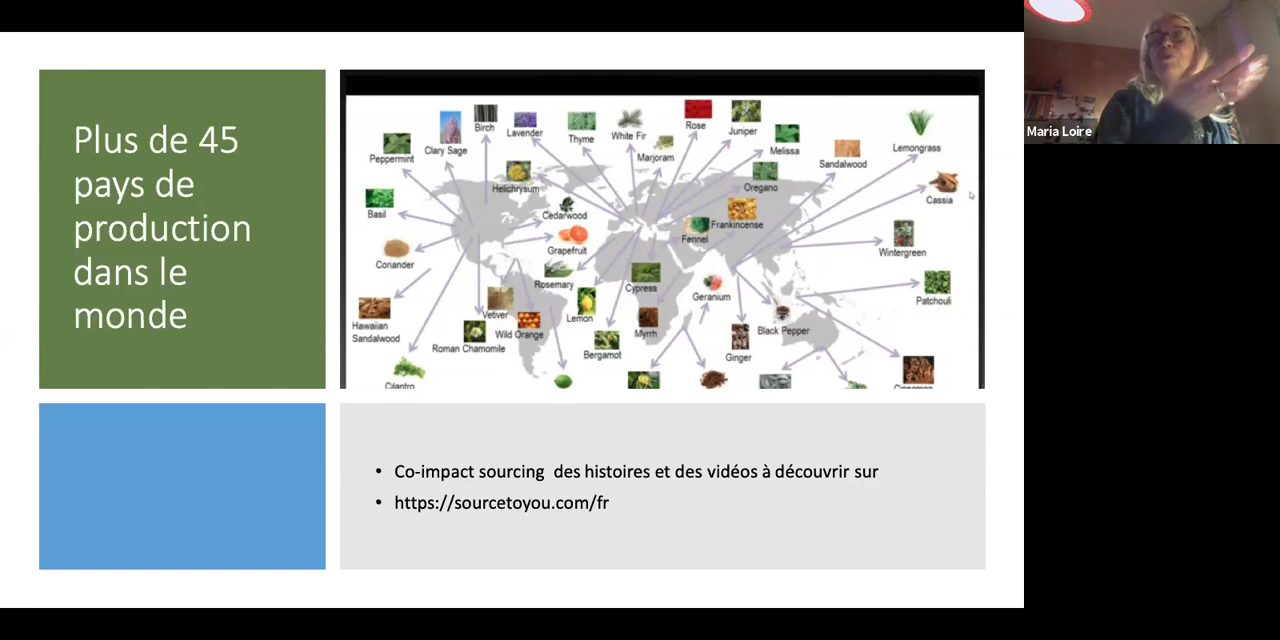 Plus de 45
pays de
production
dans le
monde
Peppermint
Clary Sage
Birch
Lavender
Thyme
White Fir
Marjoram
Rose
Juniper
Melissa
Sandalwood
Lemongrass
Cassia
Helichrysum
Oregano
Basil
Cedarwood
Frankincense
Fennel
Grapefruit
Wintergreen
Coriander
Rosemary
Cypress
Geranium
Patchouli
Vetiver
Lemon
Hawaiian
Sandalwood
Wild Orange
Myrrh
Black Pepper
Roman Chamomile
Bergamot
Ginger
Cilantro
Cinnamon
• Co-impact sourcing des histoires et des vidéos à découvrir sur
• https://sourcetoyou.com/fr
Maria Loire